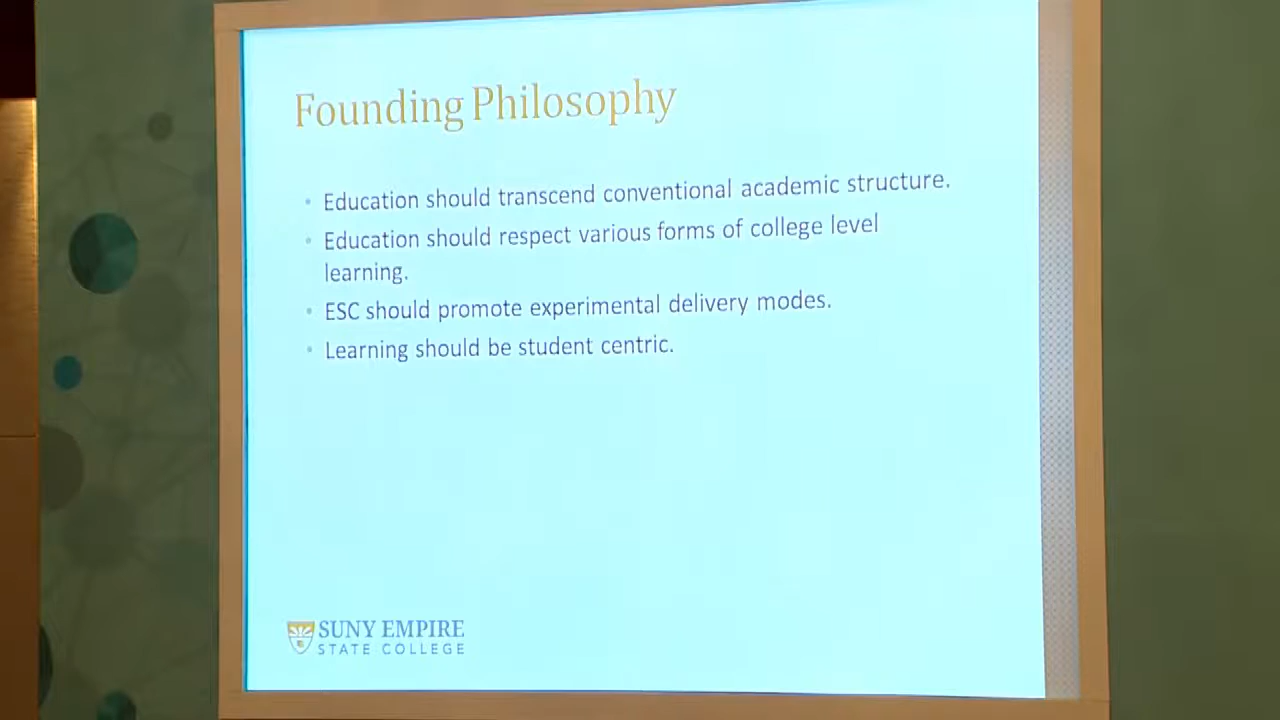 Founding Philosophy
Education should transcend conventional academic structure.
Education should respect various forms of college level
learning.
ESC should promote experimental delivery modes.
Learning should be student centric.
SUNY EMPIRE
STATE COLLEGE